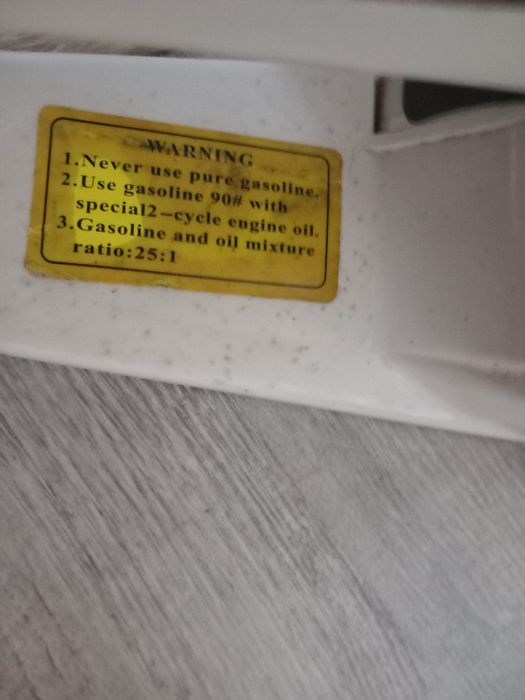 WARNING
1.Never use pure gasoline.
2.Use gasoline 90# with
special2-cycle engine oil.
3.Gasoline and oil mixture
ratio:25:1